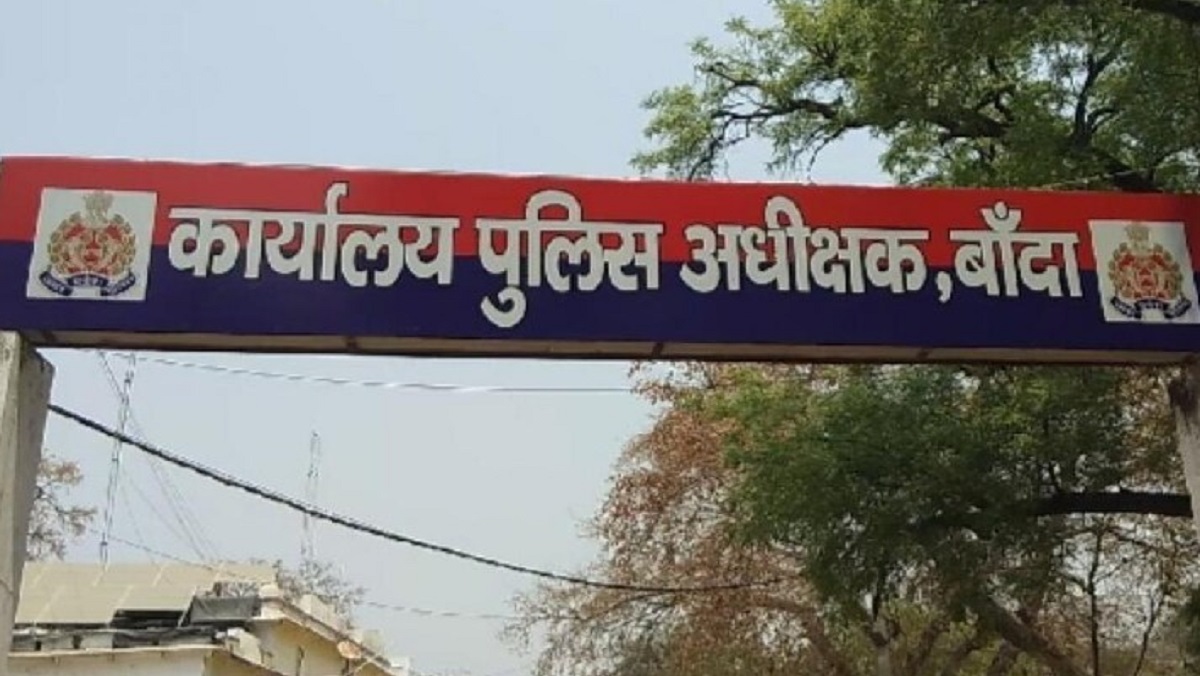 कार्यालय पुलिस अधीक्षक,बाँदा